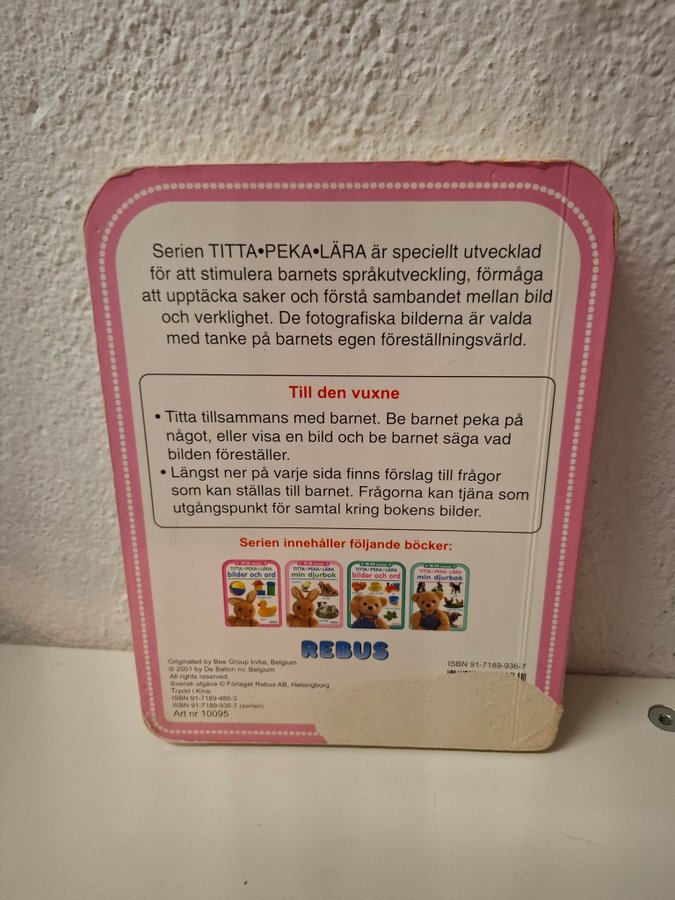 Serien TITTA•PEKA•LÄRA är speciellt utvecklad
för att stimulera barnets språkutveckling, förmåga
att upptäcka saker och förstå sambandet mellan bild
och verklighet. De fotografiska bilderna är valda
med tanke på barnets egen föreställningsvärld.
Till den vuxne
• Titta tillsammans med barnet. Be barnet peka på
något, eller visa en bild och be barnet säga vad
bilden föreställer.
• Längst ner på varje sida finns förslag till frågor
som kan ställas till barnet. Frågorna kan tjäna som
utgångspunkt för samtal kring bokens bilder.
Serien innehåller följande böcker:
TITTA•PEKA•LÄRA
bilder och ord
TITTA•PEKA•LÄRA
min djurbok
TITTA•PEKA•LÄRA
bilder och ord
TITTA•PEKA•LÄRA
min djurbok
REBUS
Originated by Bee Group bvba, Belgium
© 2001 by De Ballon nv, Belgium
All rights reserved.
Svensk utgåva © Förlaget Rebus AB, Helsingborg
Tryckt i Kina
ISBN 91-7189-485-3
ISBN 91-7189-936-7 (serien)
Art nr 10095
ISBN 91-7189-936-7